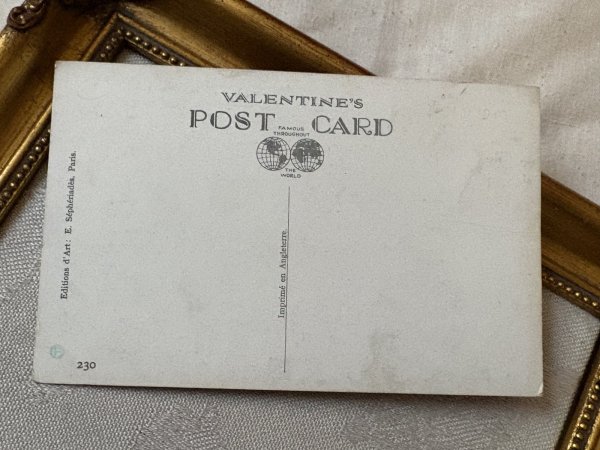 VALENTINE'S
POST CARD
FAMOUS
THROUGHOUT
THE
WORLD
Editions d'Art: E. Séphériadès, Paris.
Imprimé en Angleterre.
230